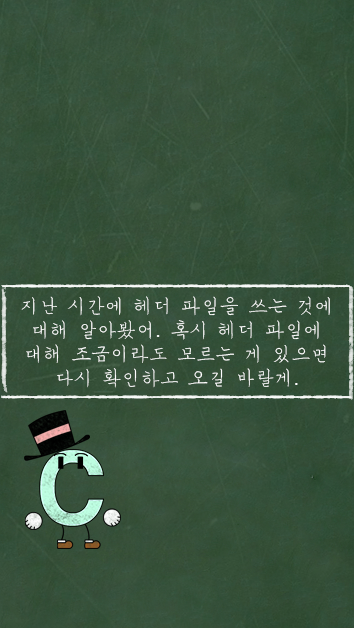 지난 시간에 헤더 파일을 쓰는 것에
대해 알아봤어. 혹시 헤더 파일에
대해 조금이라도 모르는 게 있으면
다시 확인하고 오길 바랄게.
C